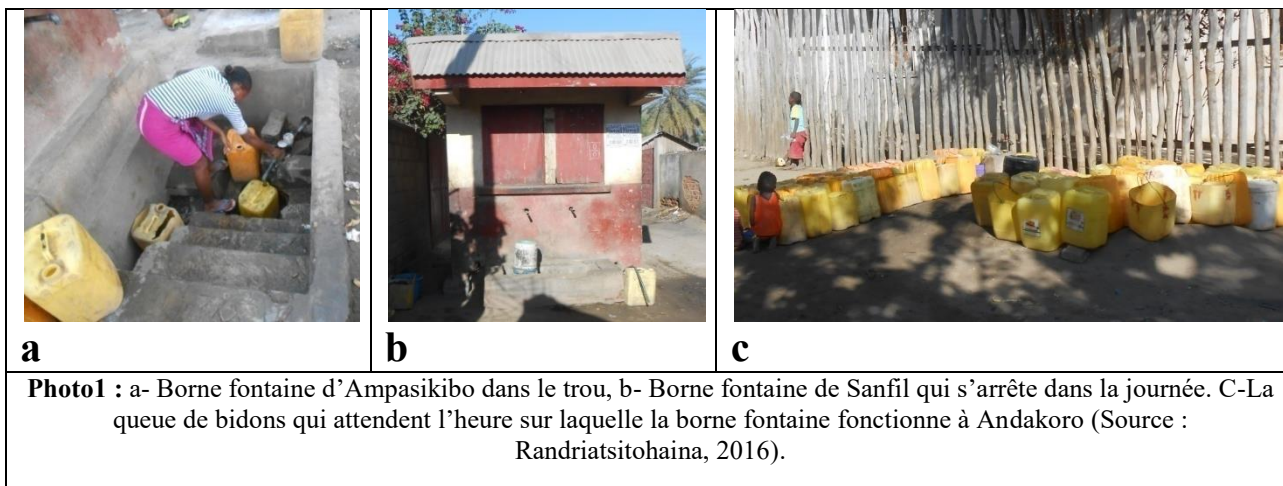 a
b
c
Photo1 : a- Borne fontaine d’Ampasikibo dans le trou, b- Borne fontaine de Sanfil qui s’arrête dans la journée. C-La
queue de bidons qui attendent l’heure sur laquelle la borne fontaine fonctionne à Andakoro (Source :
Randriatsitohaina, 2016).